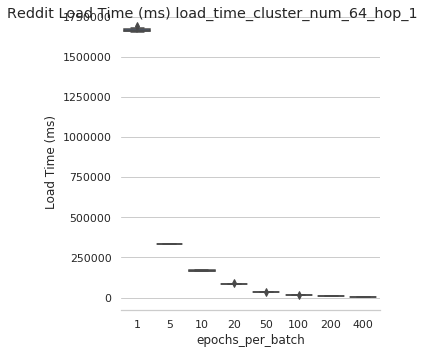 Reddit Load Time (ms) load_time_cluster_num_64_hop_1
1750000
1500000
1250000
1000000
750000
500000
250000
0
Load Time (ms)
1 5 10 20 50 100 200 400
epochs_per_batch